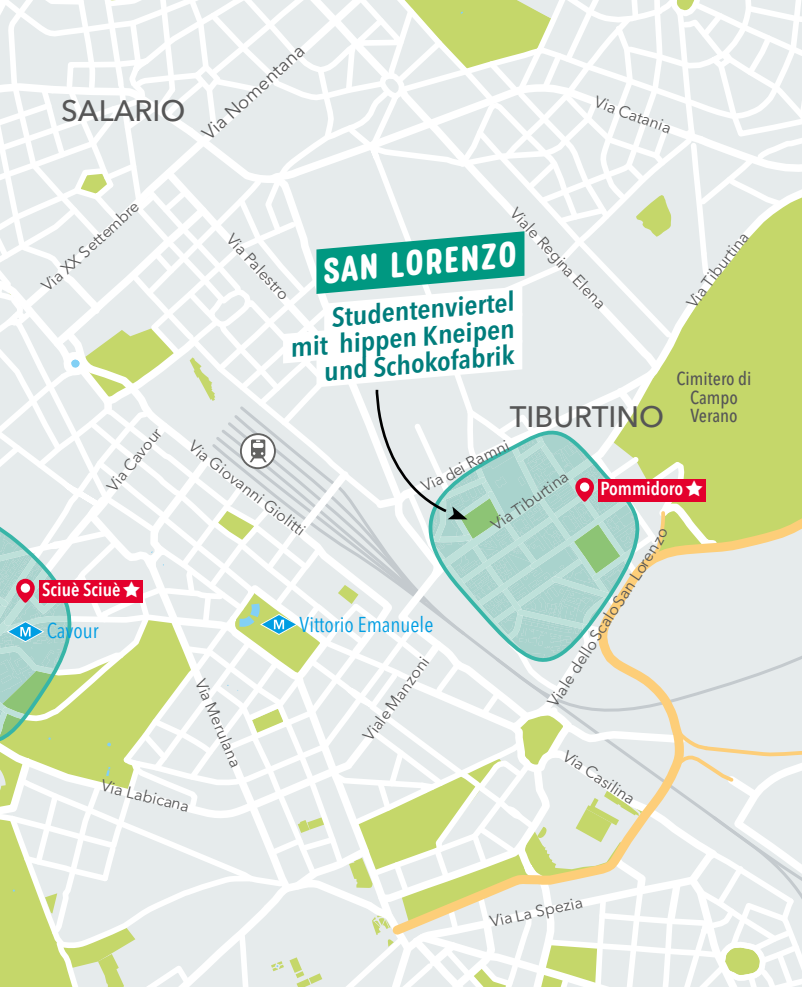 SALARIO
Via Nomentana
Via Catania
Via XX Settembre
Via Palestro
Viale Regina Elena
Via Tiburtina
SAN LORENZO
Studentenviertel
mit hippen Kneipen
und Schokofabrik
Cimitero di
Campo
Verano
TIBURTINO
Via Cavour
Via Giovanni Giolitti
Via dei Ramni
Via Tiburtina
Pommidoro
Sciuè Sciuè
M Cavour
M Vittorio Emanuele
Viale dello Scalo San Lorenzo
Via Merulana
Viale Manzoni
Via Labicana
Via Casilina
Via La Spezia